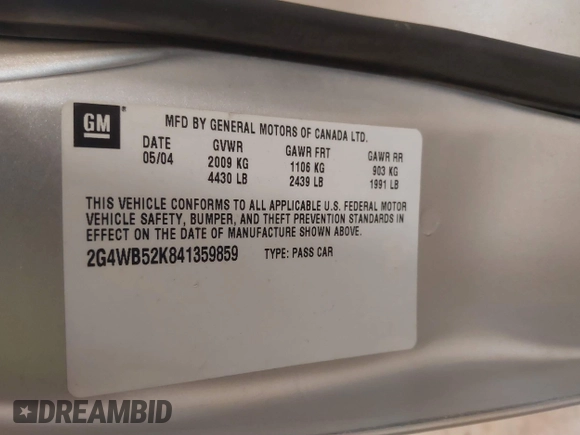 GM
MFD BY GENERAL MOTORS OF CANADA LTD.
DATE GVWR GAWR FRT GAWR RR
05/04 2009 KG 1106 KG 903 KG
4430 LB 2439 LB 1991 LB
THIS VEHICLE CONFORMS TO ALL APPLICABLE U.S. FEDERAL MOTOR
VEHICLE SAFETY, BUMPER, AND THEFT PREVENTION STANDARDS IN
EFFECT ON THE DATE OF MANUFACTURE SHOWN ABOVE.
2G4WB52K841359859 TYPE: PASS CAR
DREAMBID